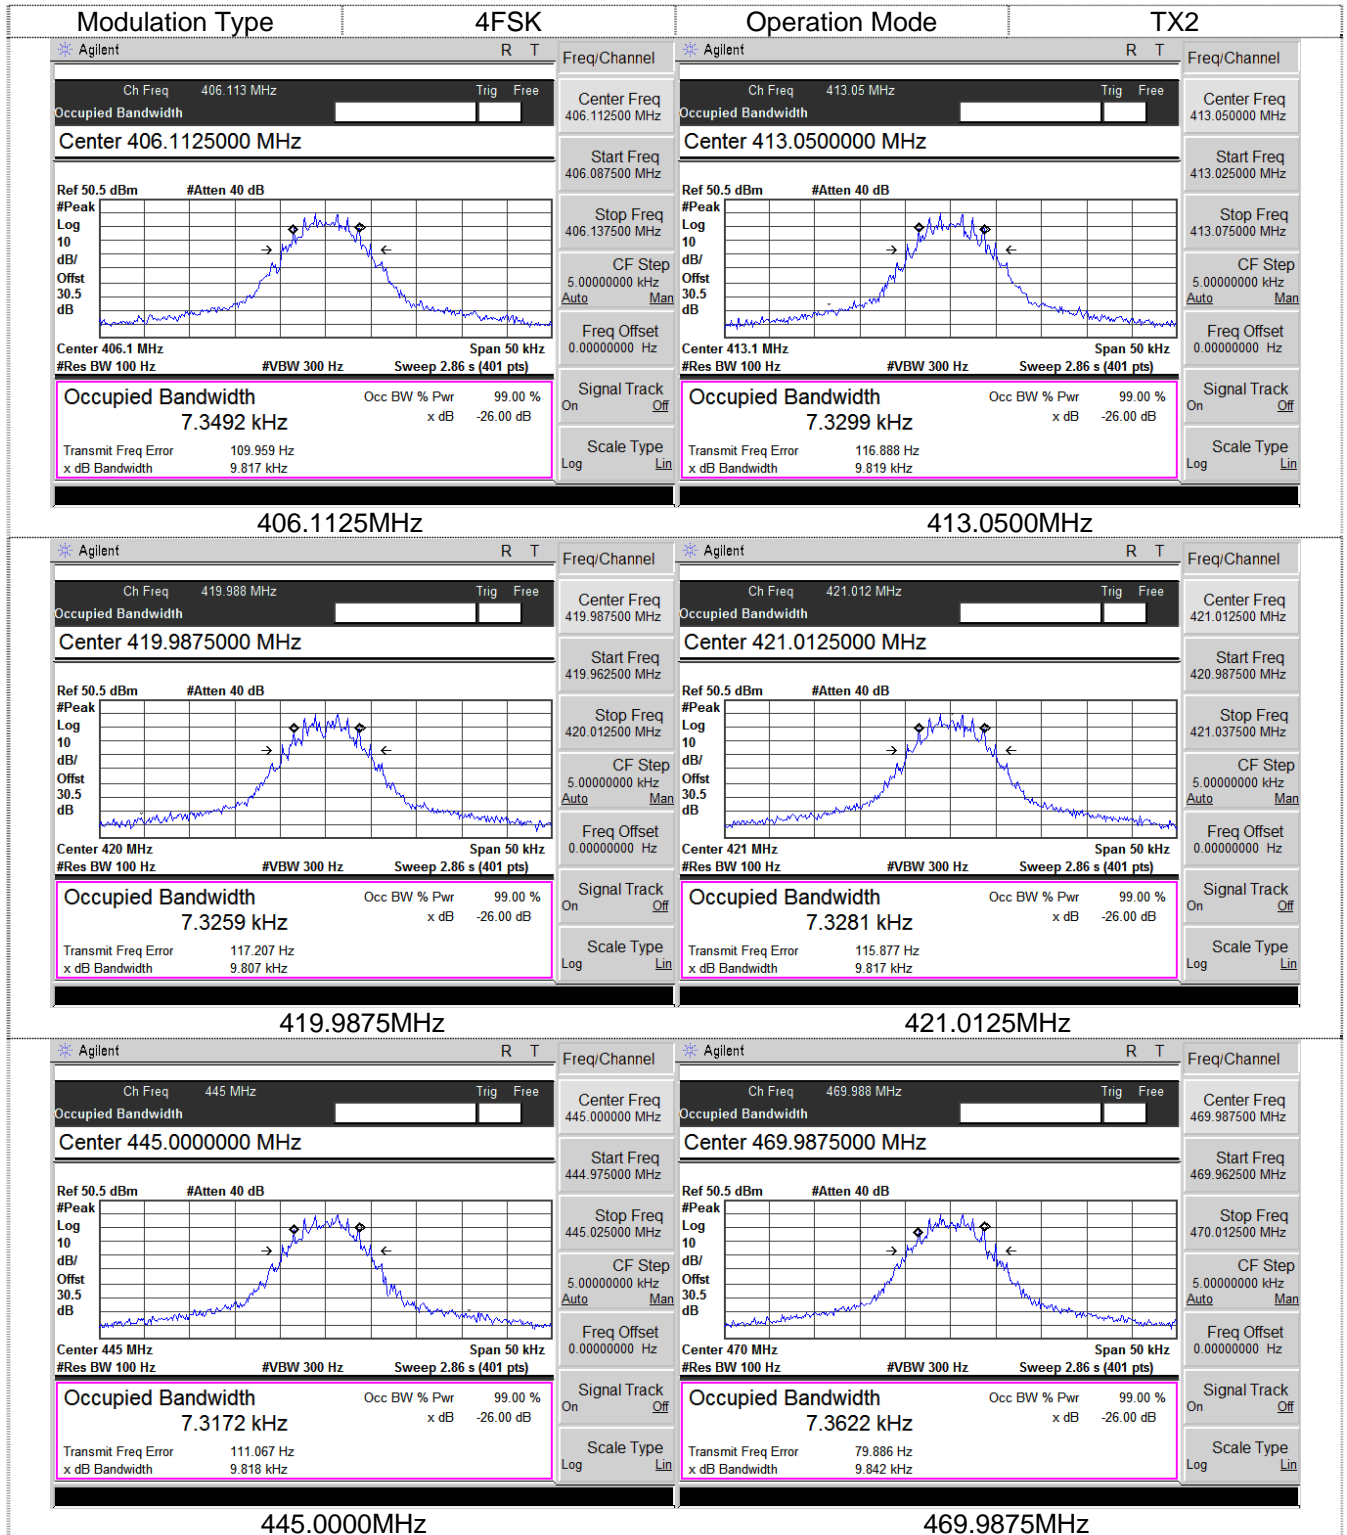 Modulation Type 4FSK Operation Mode TX2
Agilent R T Freq/Channel
Ch Freq 406.113 MHz Trig Free
Occupied Bandwidth
Center 406.1125000 MHz
Ref 50.5 dBm #Atten 40 dB
#Peak
Log
10
dB/
Offst
30.5
dB
Center 406.1 MHz Span 50 kHz
#Res BW 100 Hz #VBW 300 Hz Sweep 2.86 s (401 pts)
Occupied Bandwidth Occ BW % Pwr 99.00 %
7.3492 kHz x dB -26.00 dB
Transmit Freq Error 109.959 Hz
x dB Bandwidth 9.817 kHz
Center Freq
406.112500 MHz
Start Freq
406.087500 MHz
Stop Freq
406.137500 MHz
CF Step
5.00000000 kHz
Auto Man
Freq Offset
0.00000000 Hz
Signal Track
On Off
Scale Type
Log Lin
406.1125MHz
Agilent R T Freq/Channel
Ch Freq 413.05 MHz Trig Free
Occupied Bandwidth
Center 413.0500000 MHz
Ref 50.5 dBm #Atten 40 dB
#Peak
Log
10
dB/
Offst
30.5
dB
Center 413.1 MHz Span 50 kHz
#Res BW 100 Hz #VBW 300 Hz Sweep 2.86 s (401 pts)
Occupied Bandwidth Occ BW % Pwr 99.00 %
7.3299 kHz x dB -26.00 dB
Transmit Freq Error 116.888 Hz
x dB Bandwidth 9.819 kHz
Center Freq
413.050000 MHz
Start Freq
413.025000 MHz
Stop Freq
413.075000 MHz
CF Step
5.00000000 kHz
Auto Man
Freq Offset
0.00000000 Hz
Signal Track
On Off
Scale Type
Log Lin
413.0500MHz
Agilent R T Freq/Channel
Ch Freq 419.988 MHz Trig Free
Occupied Bandwidth
Center 419.9875000 MHz
Ref 50.5 dBm #Atten 40 dB
#Peak
Log
10
dB/
Offst
30.5
dB
Center 420 MHz Span 50 kHz
#Res BW 100 Hz #VBW 300 Hz Sweep 2.86 s (401 pts)
Occupied Bandwidth Occ BW % Pwr 99.00 %
7.3259 kHz x dB -26.00 dB
Transmit Freq Error 117.207 Hz
x dB Bandwidth 9.807 kHz
Center Freq
419.987500 MHz
Start Freq
419.962500 MHz
Stop Freq
420.012500 MHz
CF Step
5.00000000 kHz
Auto Man
Freq Offset
0.00000000 Hz
Signal Track
On Off
Scale Type
Log Lin
419.9875MHz
Agilent R T Freq/Channel
Ch Freq 421.012 MHz Trig Free
Occupied Bandwidth
Center 421.0125000 MHz
Ref 50.5 dBm #Atten 40 dB
#Peak
Log
10
dB/
Offst
30.5
dB
Center 421 MHz Span 50 kHz
#Res BW 100 Hz #VBW 300 Hz Sweep 2.86 s (401 pts)
Occupied Bandwidth Occ BW % Pwr 99.00 %
7.3281 kHz x dB -26.00 dB
Transmit Freq Error 115.877 Hz
x dB Bandwidth 9.817 kHz
Center Freq
421.012500 MHz
Start Freq
420.987500 MHz
Stop Freq
421.037500 MHz
CF Step
5.00000000 kHz
Auto Man
Freq Offset
0.00000000 Hz
Signal Track
On Off
Scale Type
Log Lin
421.0125MHz
Agilent R T Freq/Channel
Ch Freq 445 MHz Trig Free
Occupied Bandwidth
Center 445.0000000 MHz
Ref 50.5 dBm #Atten 40 dB
#Peak
Log
10
dB/
Offst
30.5
dB
Center 445 MHz Span 50 kHz
#Res BW 100 Hz #VBW 300 Hz Sweep 2.86 s (401 pts)
Occupied Bandwidth Occ BW % Pwr 99.00 %
7.3172 kHz x dB -26.00 dB
Transmit Freq Error 111.067 Hz
x dB Bandwidth 9.818 kHz
Center Freq
445.000000 MHz
Start Freq
444.975000 MHz
Stop Freq
445.025000 MHz
CF Step
5.00000000 kHz
Auto Man
Freq Offset
0.00000000 Hz
Signal Track
On Off
Scale Type
Log Lin
445.0000MHz
Agilent R T Freq/Channel
Ch Freq 469.988 MHz Trig Free
Occupied Bandwidth
Center 469.9875000 MHz
Ref 50.5 dBm #Atten 40 dB
#Peak
Log
10
dB/
Offst
30.5
dB
Center 470 MHz Span 50 kHz
#Res BW 100 Hz #VBW 300 Hz Sweep 2.86 s (401 pts)
Occupied Bandwidth Occ BW % Pwr 99.00 %
7.3622 kHz x dB -26.00 dB
Transmit Freq Error 79.886 Hz
x dB Bandwidth 9.842 kHz
Center Freq
469.987500 MHz
Start Freq
469.962500 MHz
Stop Freq
470.012500 MHz
CF Step
5.00000000 kHz
Auto Man
Freq Offset
0.00000000 Hz
Signal Track
On Off
Scale Type
Log Lin
469.9875MHz